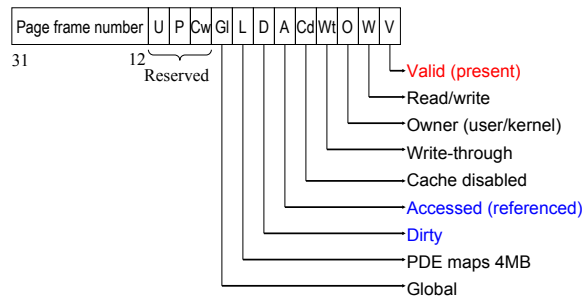 Page frame number U P Cw Gl L D A Cd Wt O W V
31 12
Reserved
Valid (present)
Read/write
Owner (user/kernel)
Write-through
Cache disabled
Accessed (referenced)
Dirty
PDE maps 4MB
Global